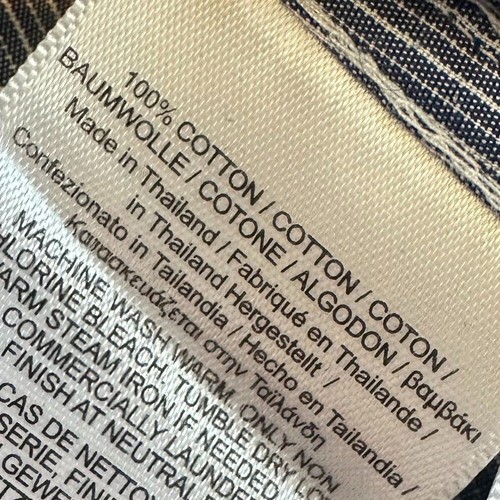 100% COTTON / COTTON / COTON /
BAUMWOLLE / COTONE / ALGODON / βαμβάκι
Made in Thailand / Fabriqué en Thailande /
in Thailand Hergestellt /
Confezionato in Tailandia / Hecho en Tailandia /
Κατασκευάζεται στην Ταϊλάνδη
MACHINE WASH WARM, ONLY NON
CHLORINE BLEACH. TUMBLE DRY
WARM STEAM IRON IF NEEDED
COMMERCIALLY LAUNDER
FINISH AT NEUTRAL
CAS DE NETTO
SERIE, FINI
GEWE